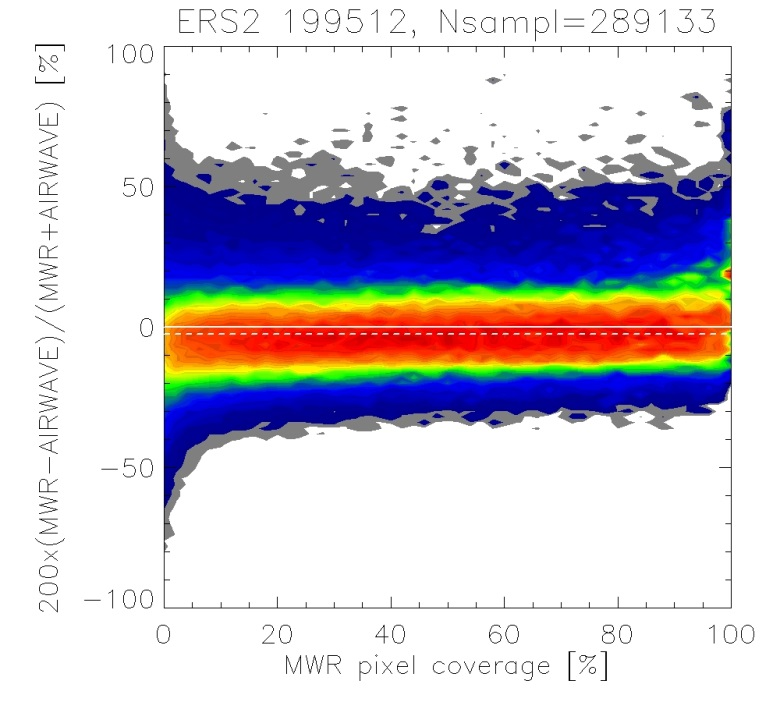 ERS2 199512, Nsampl=289133
200x(MWR−AIRWAVE)/(MWR+AIRWAVE) [%]
100
50
0
−50
−100
0 20 40 60 80 100
MWR pixel coverage [%]